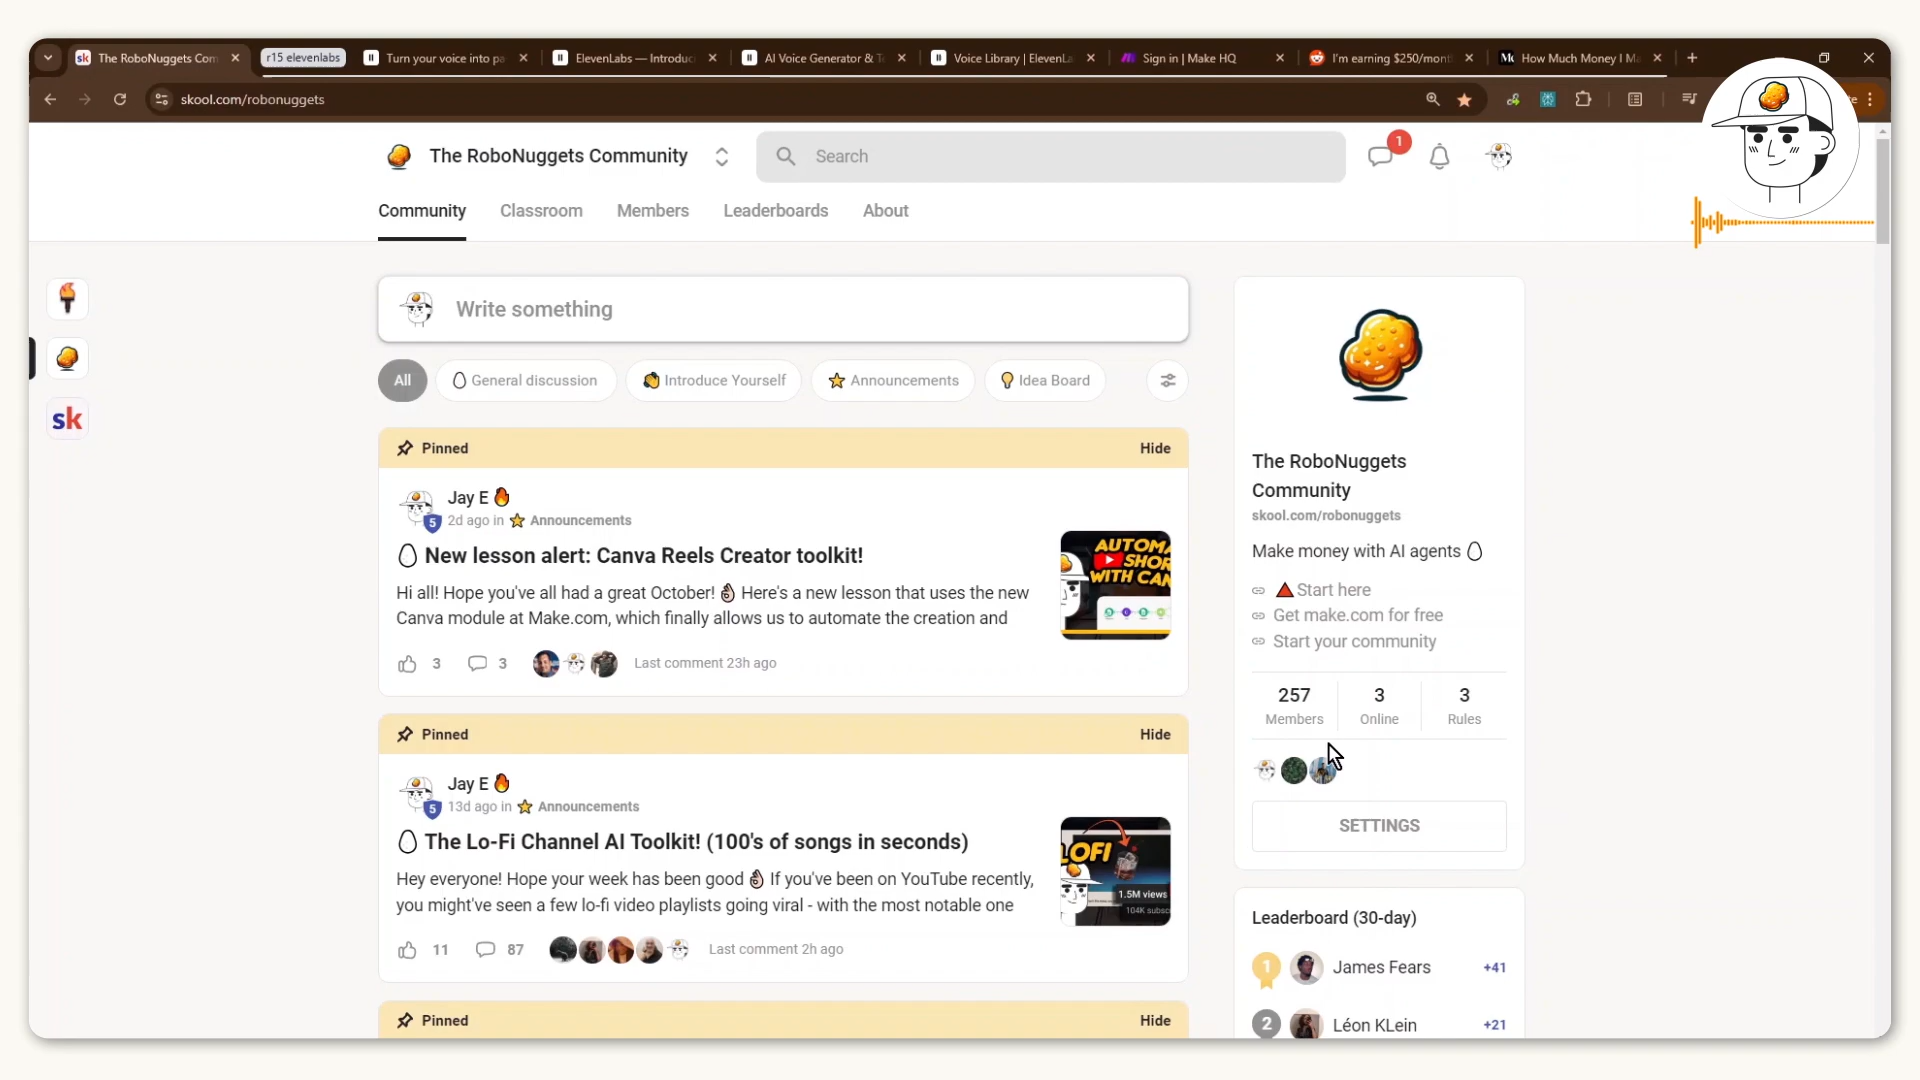 The RoboNuggets Com
r15 elevenlabs
Turn your voice into pa
ElevenLabs — Introduc
AI Voice Generator & Te
Voice Library | ElevenLa
Sign in | Make HQ
I'm earning $250/mont
How Much Money I Ma
skool.com/robonuggets
The RoboNuggets Community
Search
1
Community
Classroom
Members
Leaderboards
About
sk
Write something
All
General discussion
Introduce Yourself
Announcements
Idea Board
Pinned
Hide
Jay E
5
2d ago in Announcements
New lesson alert: Canva Reels Creator toolkit!
Hi all! Hope you've all had a great October! Here's a new lesson that uses the new
Canva module at Make.com, which finally allows us to automate the creation and
3
3
Last comment 23h ago
AUTOMA
SHOR
WITH CAN
Pinned
Hide
Jay E
5
13d ago in Announcements
The Lo-Fi Channel AI Toolkit! (100's of songs in seconds)
Hey everyone! Hope your week has been good If you've been on YouTube recently,
you might've seen a few lo-fi video playlists going viral - with the most notable one
11
87
Last comment 2h ago
LOFI
1.5M views
104K subsc
Pinned
Hide
The RoboNuggets
Community
skool.com/robonuggets
Make money with AI agents
Start here
Get make.com for free
Start your community
257
Members
3
Online
3
Rules
SETTINGS
Leaderboard (30-day)
1
James Fears
+41
2
Léon KLein
+21